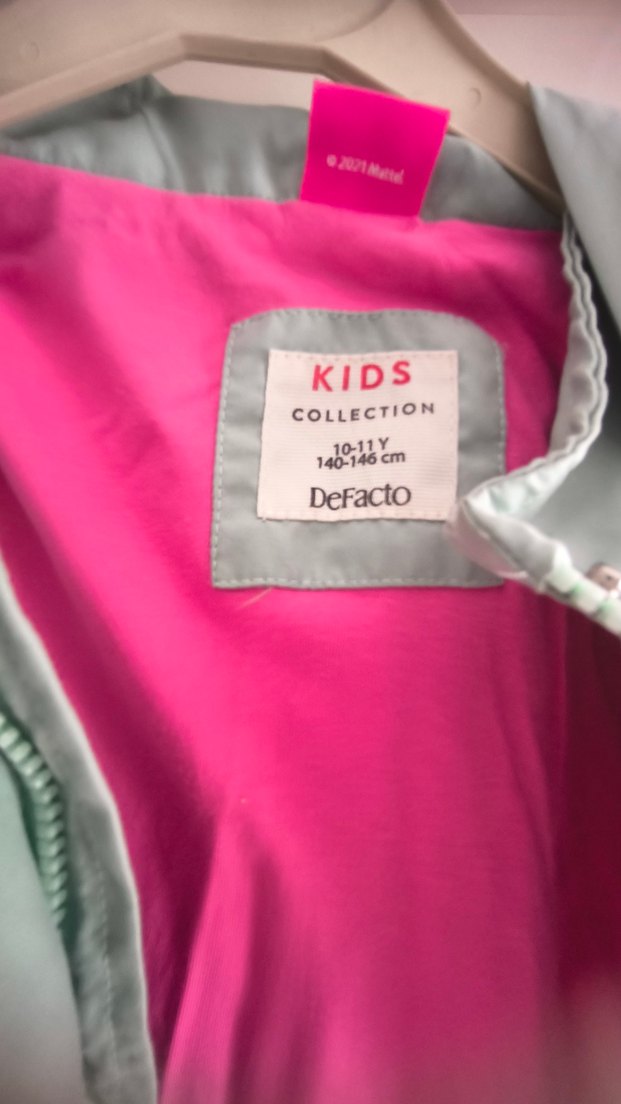 © 2021 Mattel
KIDS
COLLECTION
10-11 Y
140-146 cm
DeFacto